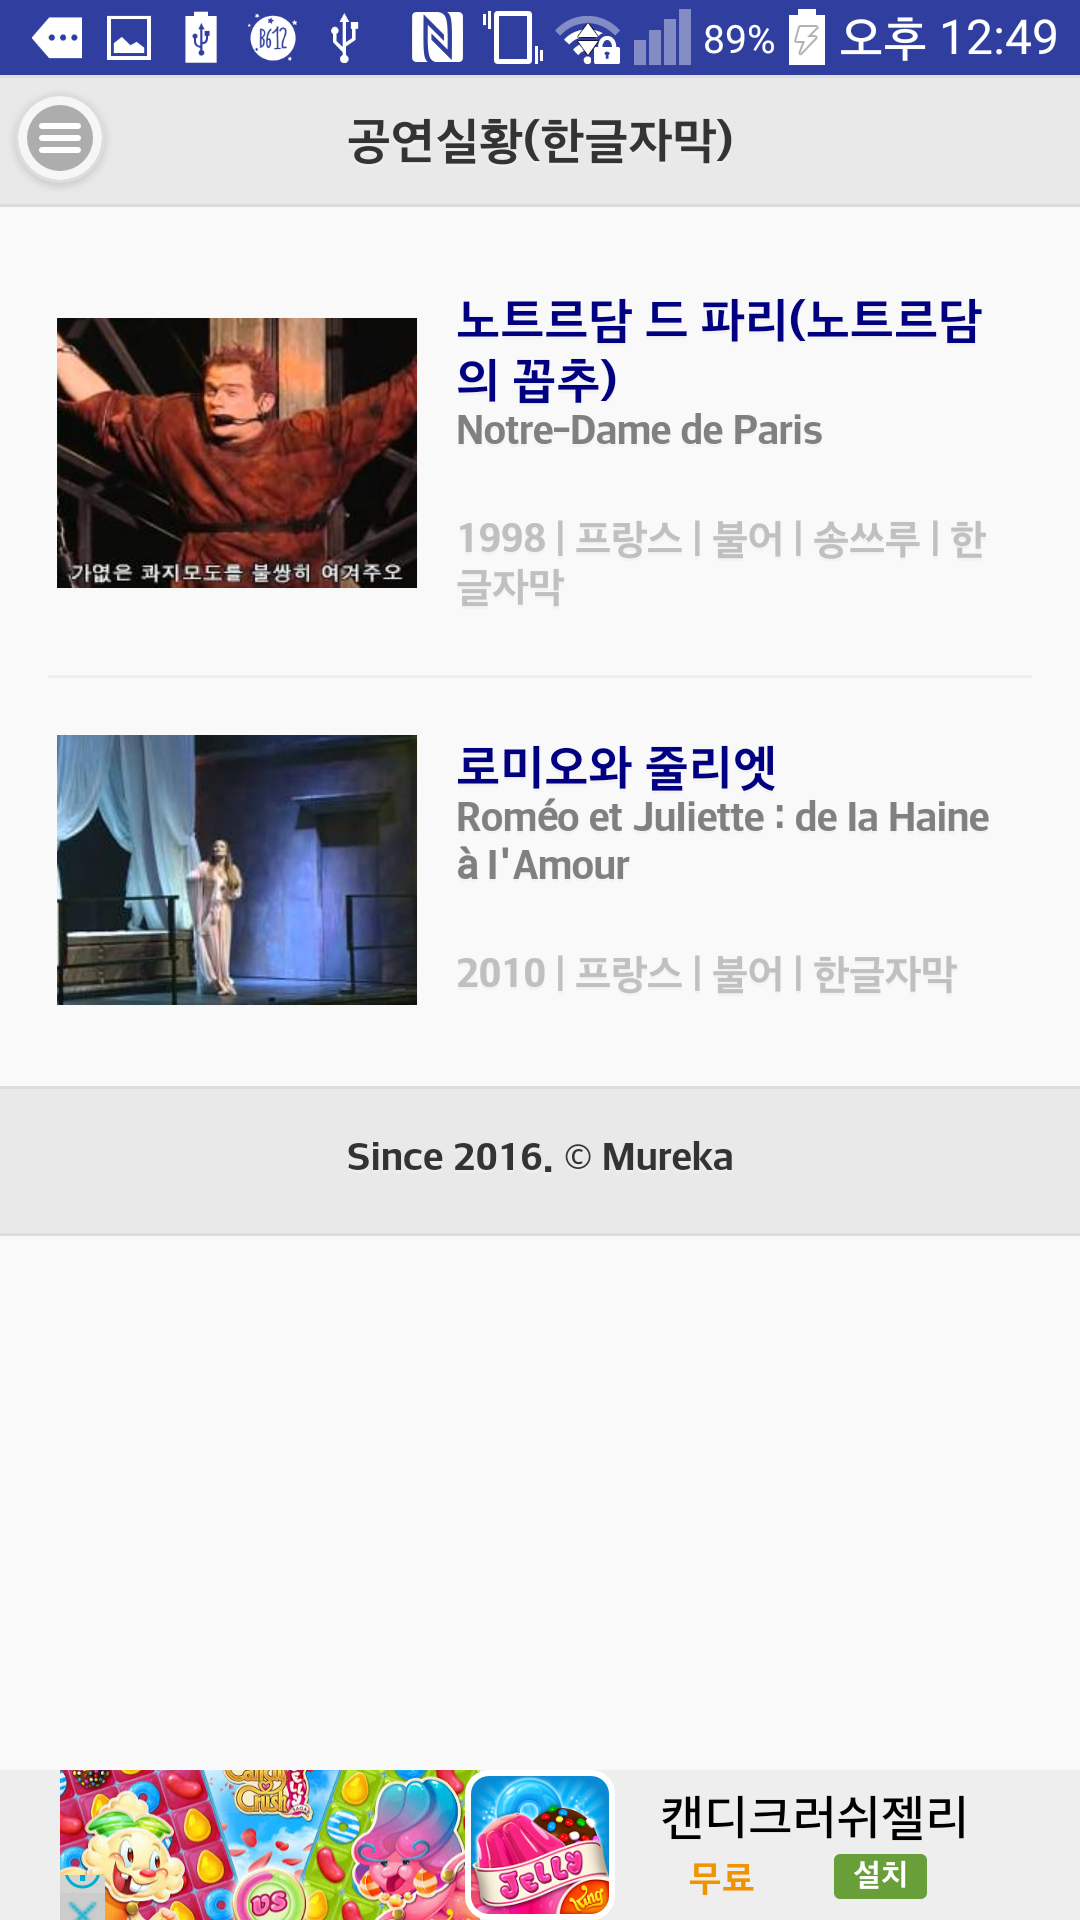 B612
89%
오후 12:49
공연실황(한글자막)
노트르담 드 파리(노트르담
의 꼽추)
Notre-Dame de Paris
1998 | 프랑스 | 불어 | 송쓰루 | 한
글자막
가엾은 콰지모도를 불쌍히 여겨주오
로미오와 줄리엣
Roméo et Juliette : de la Haine
à l'Amour
2010 | 프랑스 | 불어 | 한글자막
Since 2016. © Mureka
Candy
Crush
JELLY
VS
JELLY
King
캔디크러쉬젤리
무료
설치